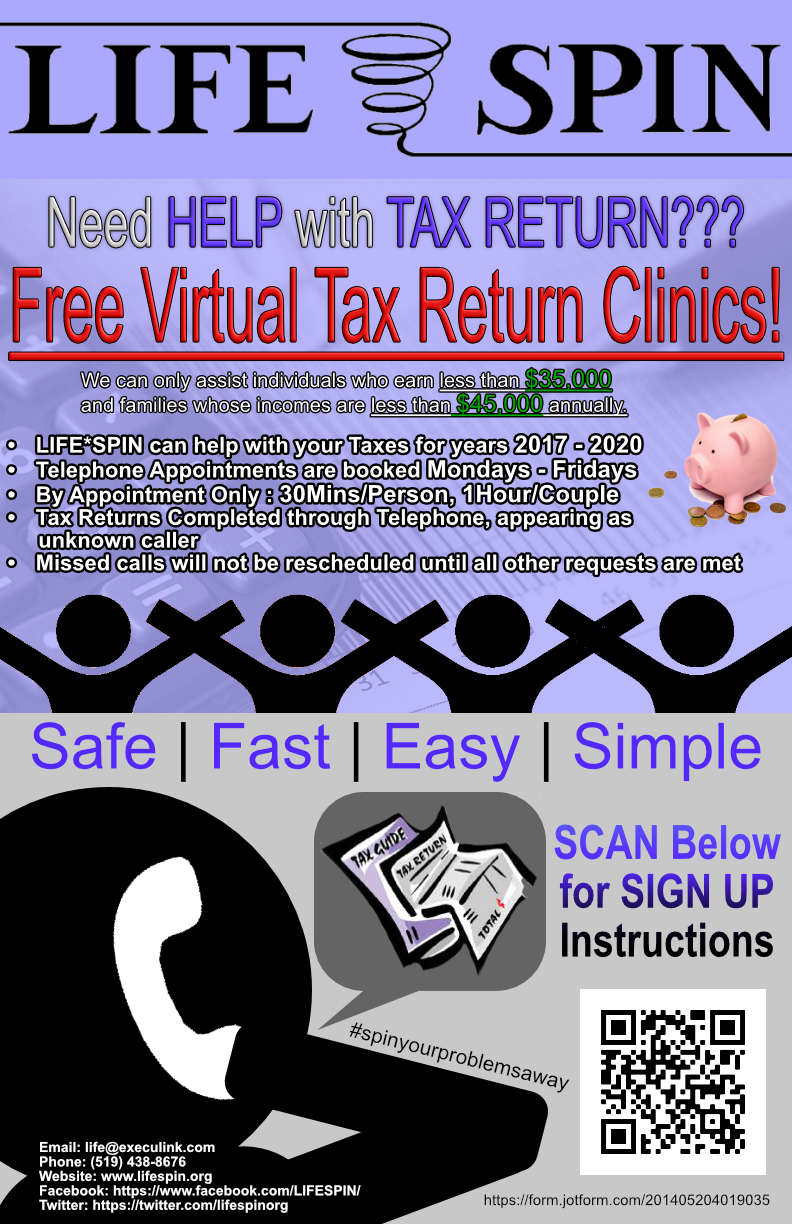 LIFE SPIN
Need HELP with TAX RETURN???
Free Virtual Tax Return Clinics!
We can only assist individuals who earn less than $35,000
and families whose incomes are less than $45,000 annually.
• LIFE*SPIN can help with your Taxes for years 2017 - 2020
• Telephone Appointments are booked Mondays - Fridays
• By Appointment Only : 30Mins/Person, 1Hour/Couple
• Tax Returns Completed through Telephone, appearing as
unknown caller
• Missed calls will not be rescheduled until all other requests are met
Safe | Fast | Easy | Simple
TAX GUIDE
TAX RETURN
TOTAL $
SCAN Below
for SIGN UP
Instructions
#spinyourproblemsaway
Email: life@execulink.com
Phone: (519) 438-8676
Website: www.lifespin.org
Facebook: https://www.facebook.com/LIFESPIN/
Twitter: https://twitter.com/lifespinorg
https://form.jotform.com/201405204019035